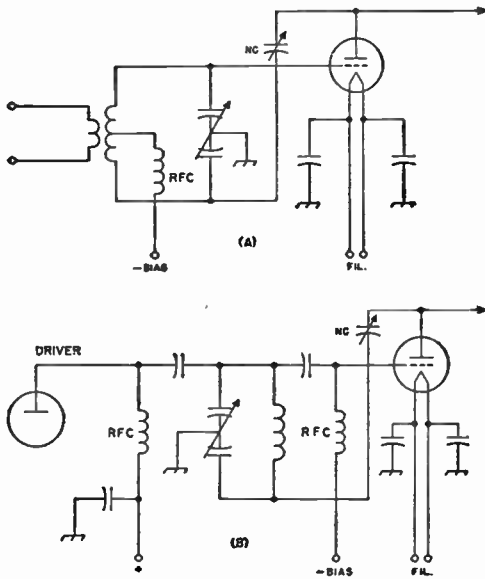 NC
RFC
(A)
–BIAS
FIL.
NC
DRIVER
RFC
RFC
(B)
+
–BIAS
FIL.